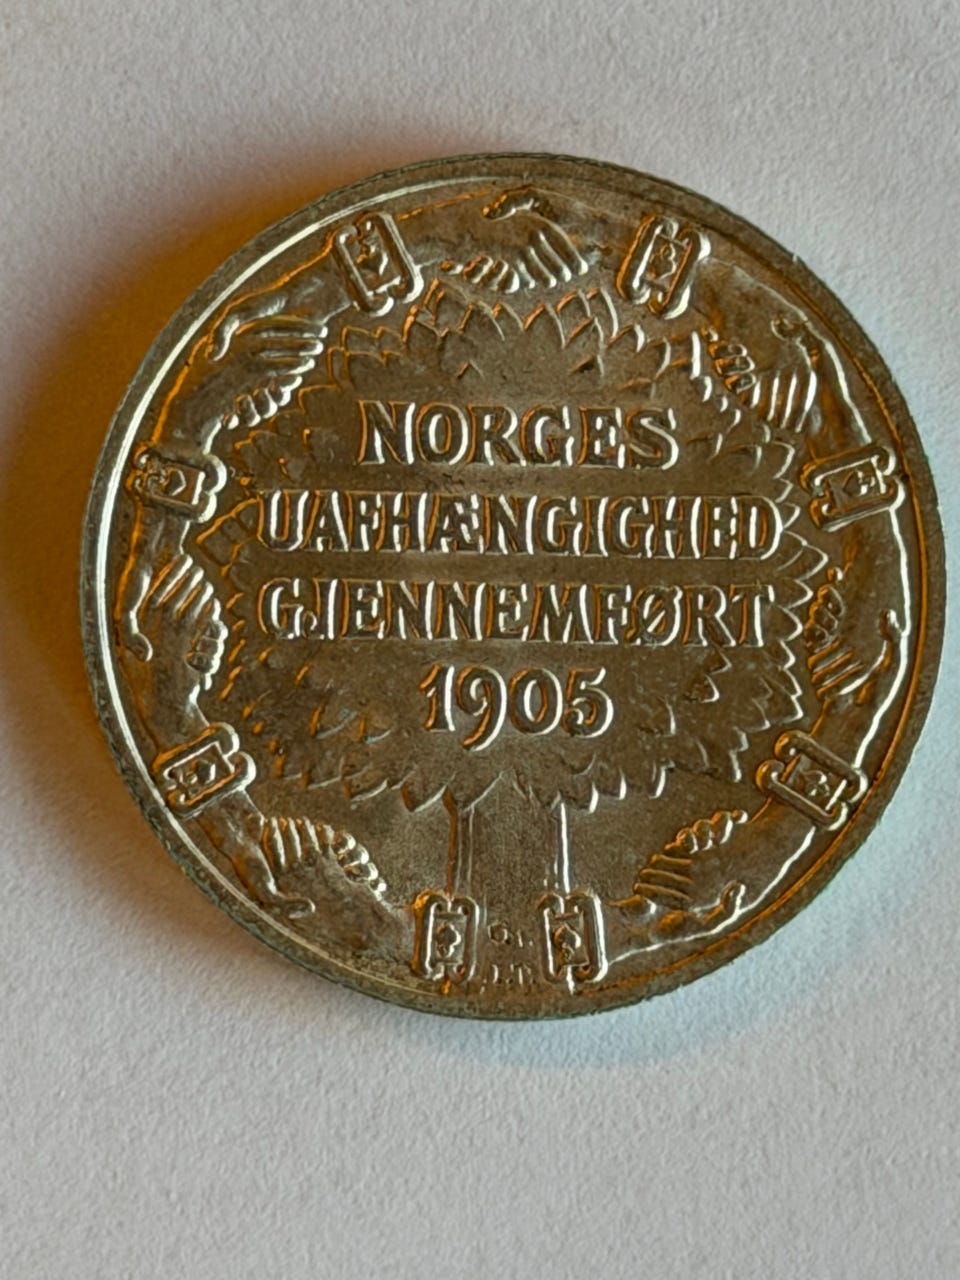 NORGES
UAFHÆNGIGHED
GJENNEMFØRT
1905
I.T.